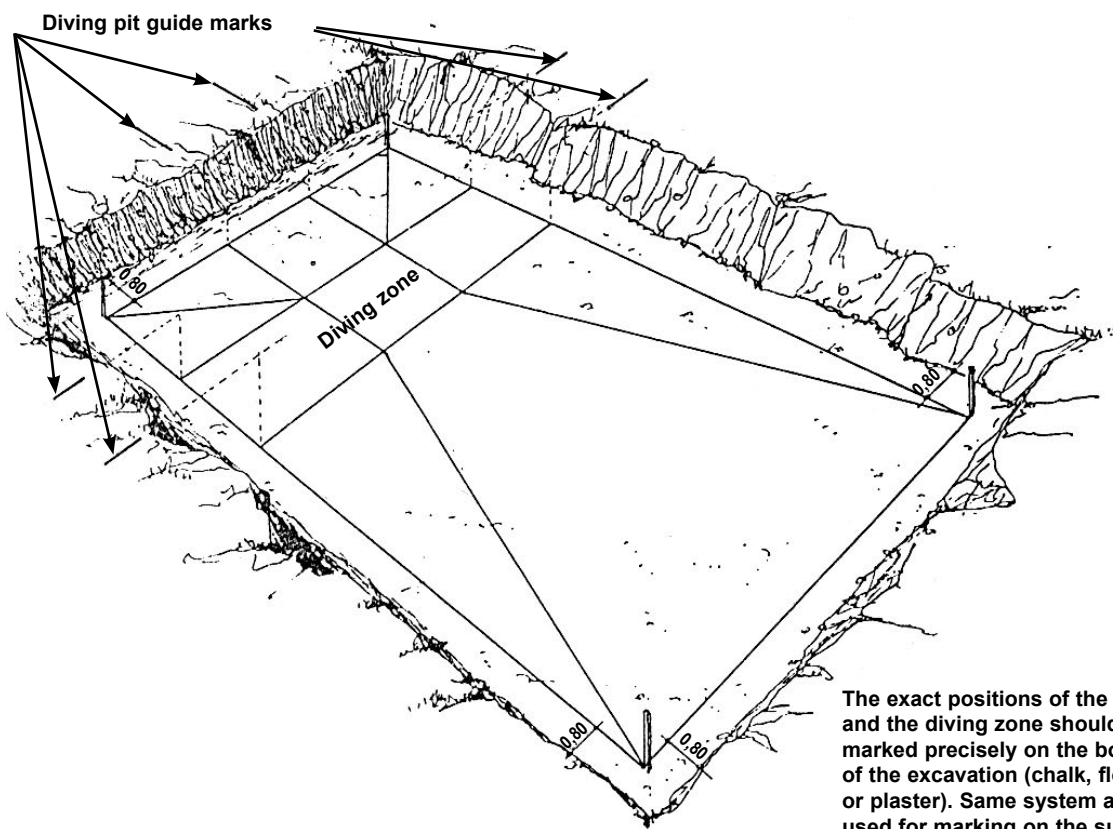 Diving pit guide marks
0,80
Diving zone
0,80
0,80
0,80
The exact positions of the
and the diving zone should
marked precisely on the bo
of the excavation (chalk, flo
or plaster). Same system a
used for marking on the su